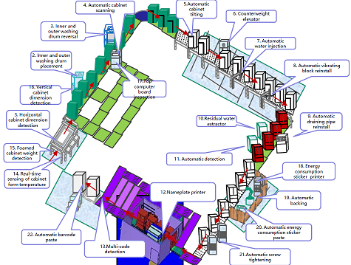 4. Automatic cabinet
scanning
5.Automatic
cabinet
tilting
6. Counterweight
elevator
3. Inner and
outer washing
drum reversal
7. Automatic
water injection
2. Inner and outer
washing drum
placement
8. Automatic vibrating
block reinstall
16. Vertical
cabinet
dimension
detection
computer
board
9. Automatic
draining pipe
reinstall
10.Residual water
extractor
5. Horizontal
cabinet dimension
detection
11. Automatic detection
15. Foamed
cabinet weight
detection
18. Energy
consumption
sticker printer
14. Real-time
sensing of cabinet
foam temperature
12.Nameplate printer
19. Automatic
backing
20. Automatic energy
consumption sticker
paste
22. Automatic barcode
paste
13.Multi-code
detection
21.Automatic screw
tightening